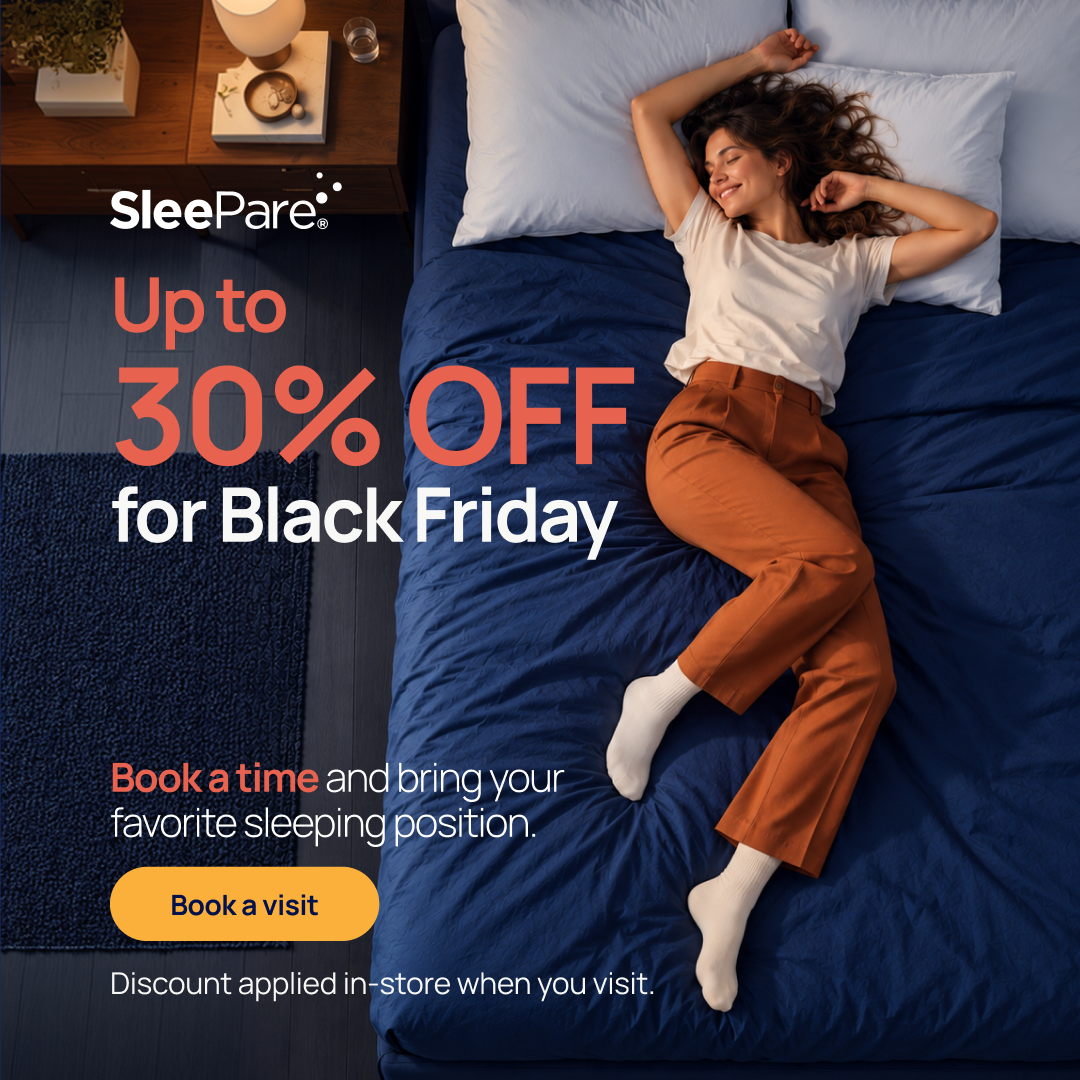 SleePare®
Up to
30% OFF
for Black Friday
Book a time and bring your
favorite sleeping position.
Book a visit
Discount applied in-store when you visit.